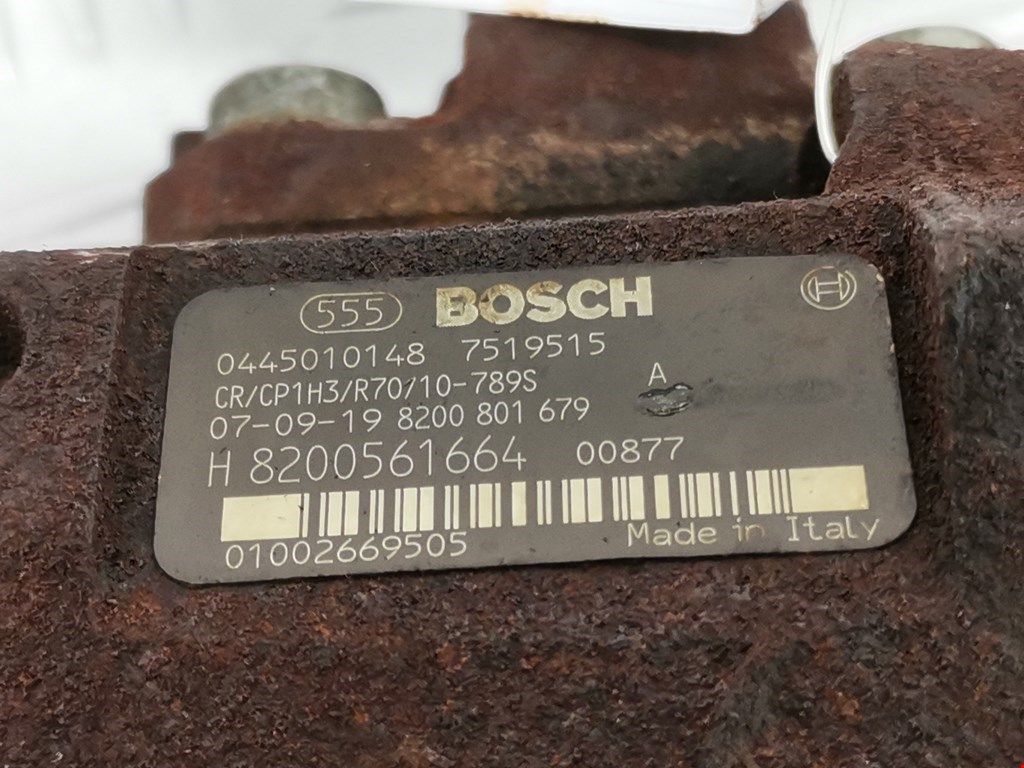 555 BOSCH
0445010148 7519515
CR/CP1H3/R70/10-789S A
07-09-19 8200 801 679
H 8200561664 00877
01002669505 Made in Italy